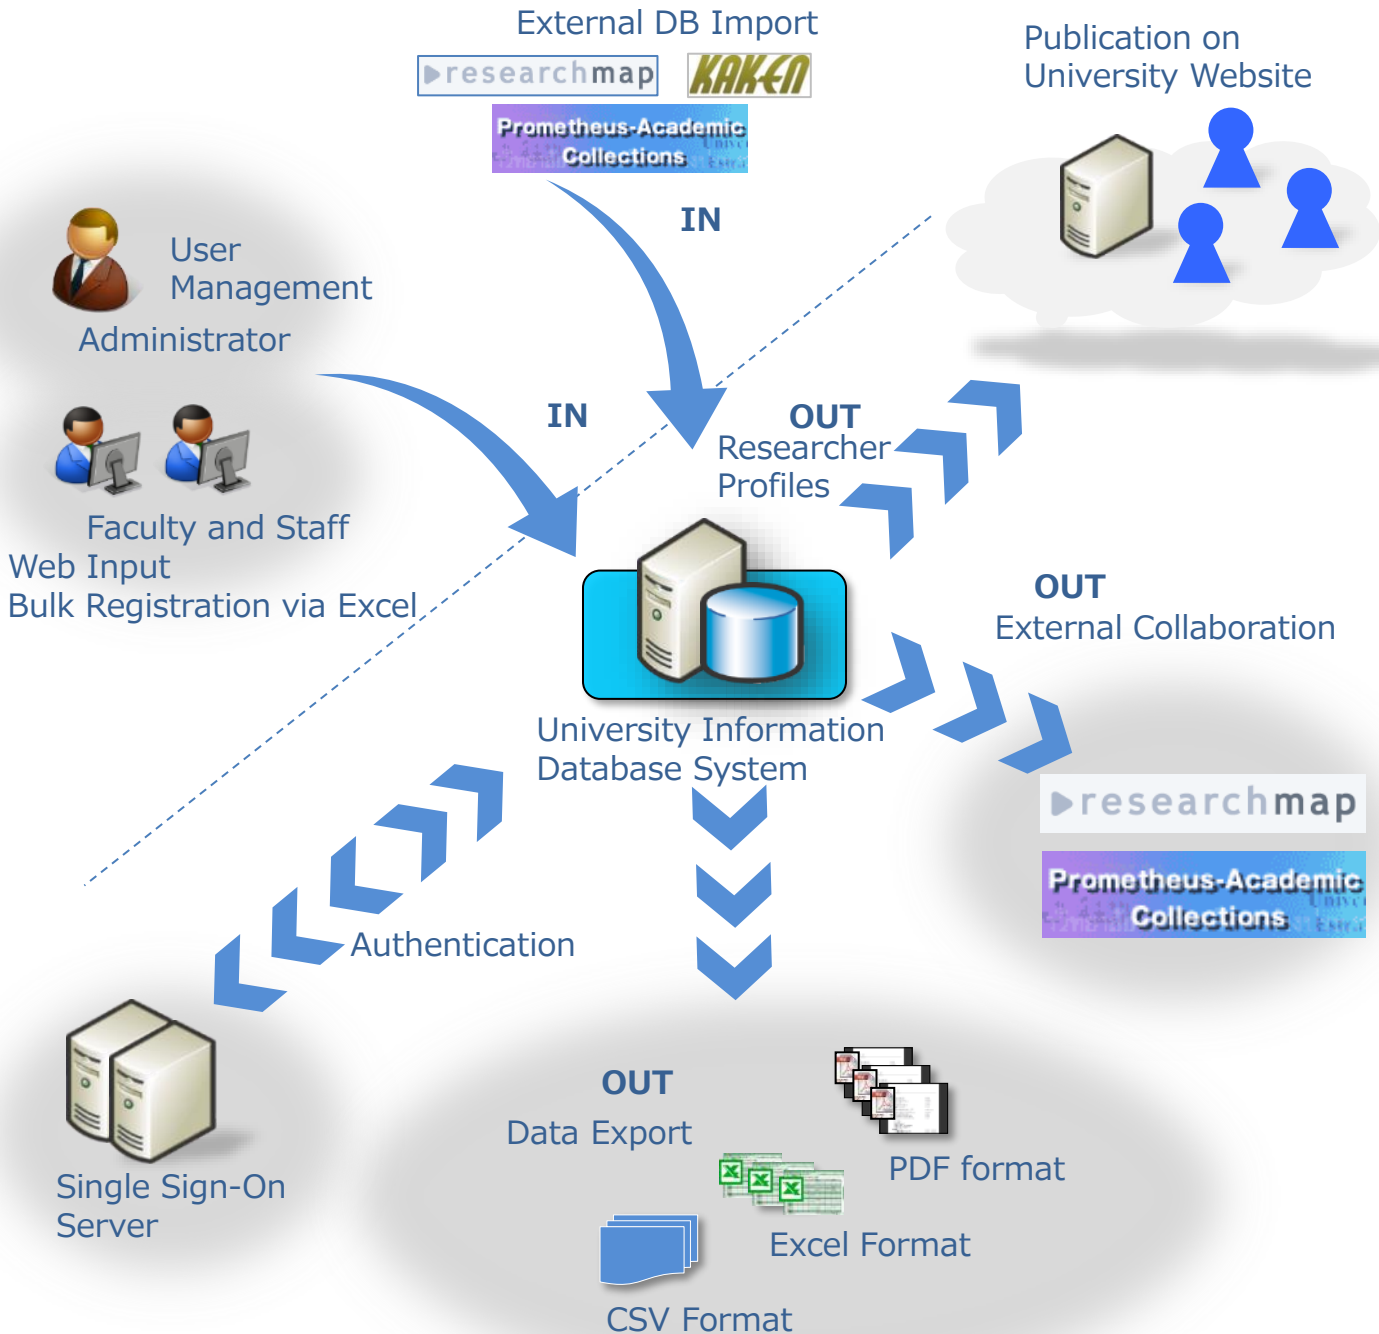 External DB Import
researchmap
KAKEN
Prometheus-Academic
Collections
IN
Publication on
University Website
User
Management
Administrator
IN
Faculty and Staff
Web Input
Bulk Registration via Excel
OUT
Researcher
Profiles
OUT
External Collaboration
University Information
Database System
researchmap
Prometheus-Academic
Collections
Authentication
Single Sign-On
Server
OUT
Data Export
PDF format
Excel Format
CSV Format